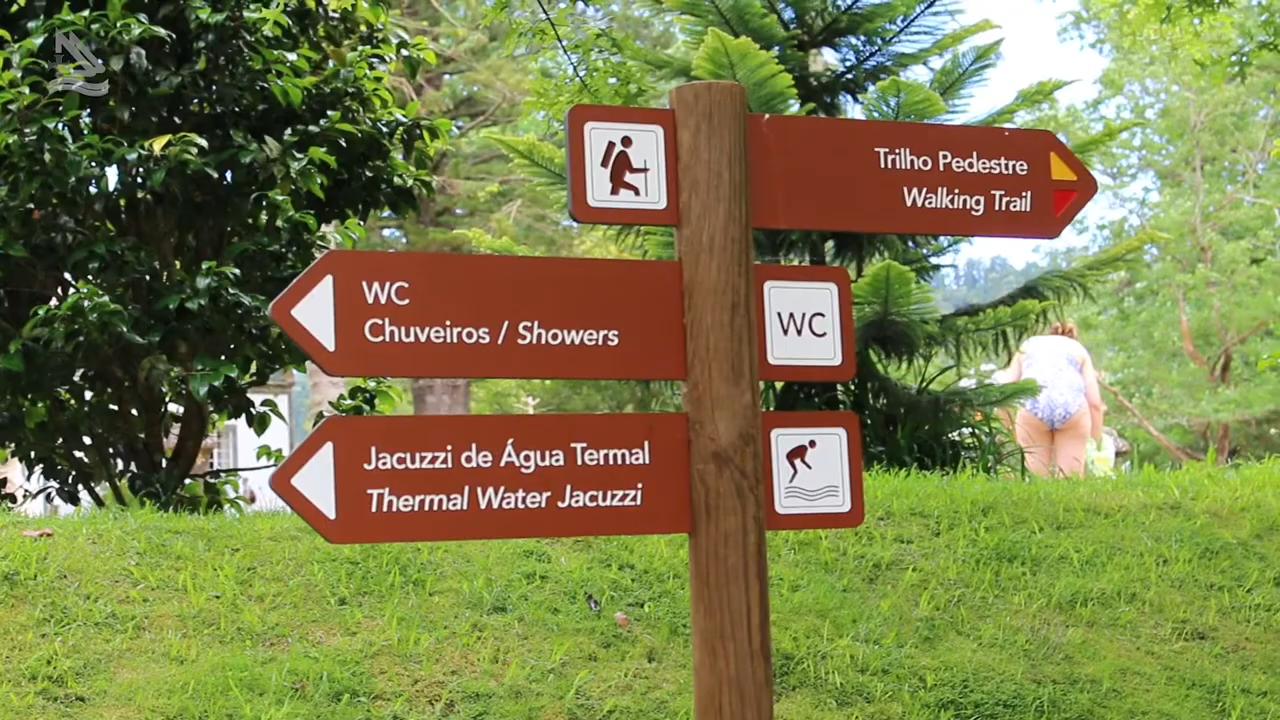 Trilho Pedestre
Walking Trail
WC
Chuveiros / Showers
WC
Jacuzzi de Água Termal
Thermal Water Jacuzzi